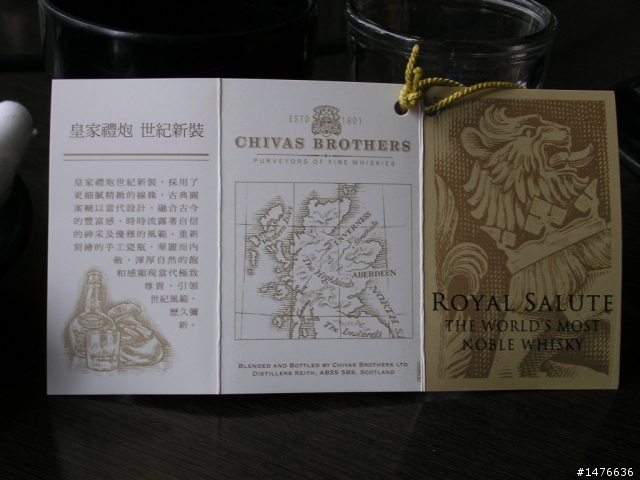 皇家禮炮 世紀新裝
皇家禮炮世紀新裝，採用了
更細膩精緻的線條、古典圖
案輔以當代設計，融合古今
的豐富感，時時流露著自信
的神采及優雅的風範。重新
刻繪的手工瓷瓶，華麗而內
斂，渾厚自然的飽
和感顯現當代極致
尊貴，引領
世紀風範，
歷久彌
新。
ESTD 1801
CHIVAS BROTHERS
PURVEYORS OF FINE WHISKIES
INVERNESS
ABERDEEN
The Highlands
The Lowlands
NORTH S
BLENDED AND BOTTLED BY CHIVAS BROTHERS LTD
DISTILLERS KEITH, AB55 5BS, SCOTLAND
ROYAL SALUTE
THE WORLD'S MOST
NOBLE WHISKY
#1476636